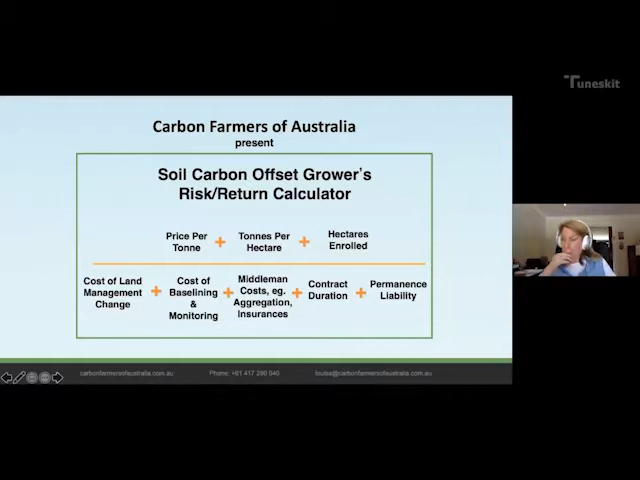 Tuneskit
Carbon Farmers of Australia
present
Soil Carbon Offset Grower's
Risk/Return Calculator
Price Per
Tonne
+
Tonnes Per
Hectare
+
Hectares
Enrolled
Cost of Land
Management
Change
+
Cost of
Baselining
&
Monitoring
+
Middleman
Costs, eg.
Aggregation,
Insurances
+
Contract
Duration
+
Permanence
Liability
carbonfarmersofaustralia.com.au
Phone: +61 417 280 540
louisa@carbonfarmersofaustralia.com.au